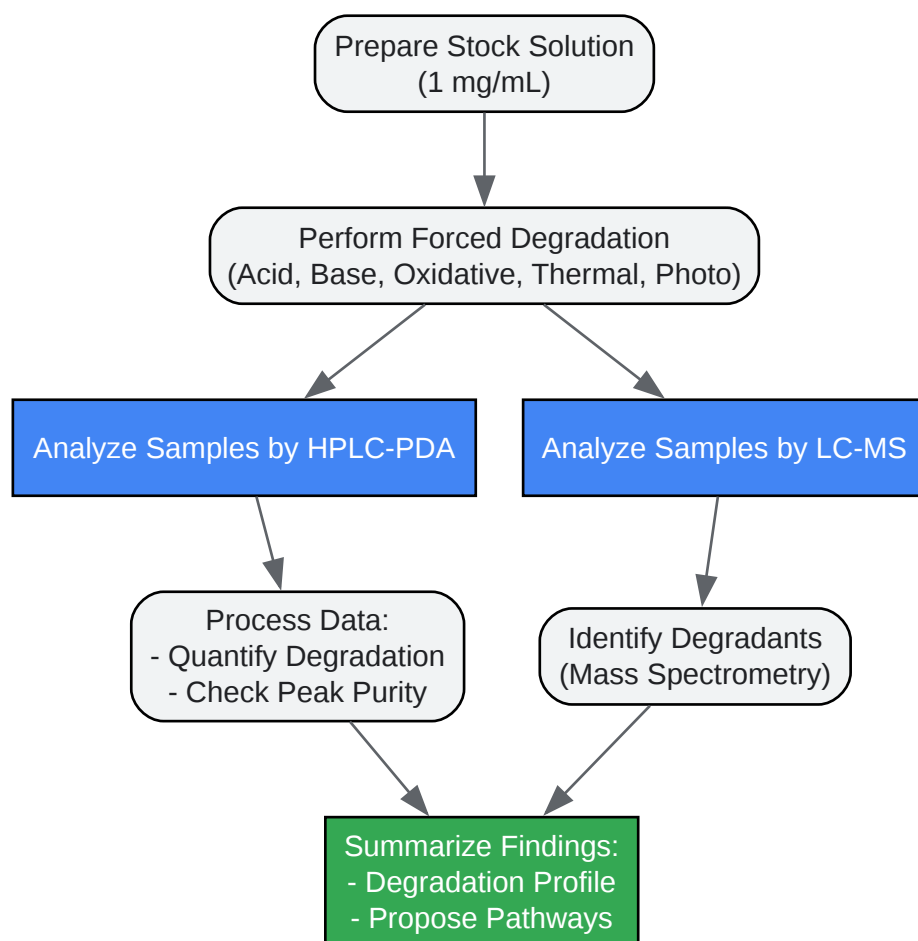 Prepare Stock Solution
(1 mg/mL)
Perform Forced Degradation
(Acid, Base, Oxidative, Thermal, Photo)
Analyze Samples by HPLC-PDA
Analyze Samples by LC-MS
Process Data:
- Quantify Degradation
- Check Peak Purity
Identify Degradants
(Mass Spectrometry)
Summarize Findings:
- Degradation Profile
- Propose Pathways